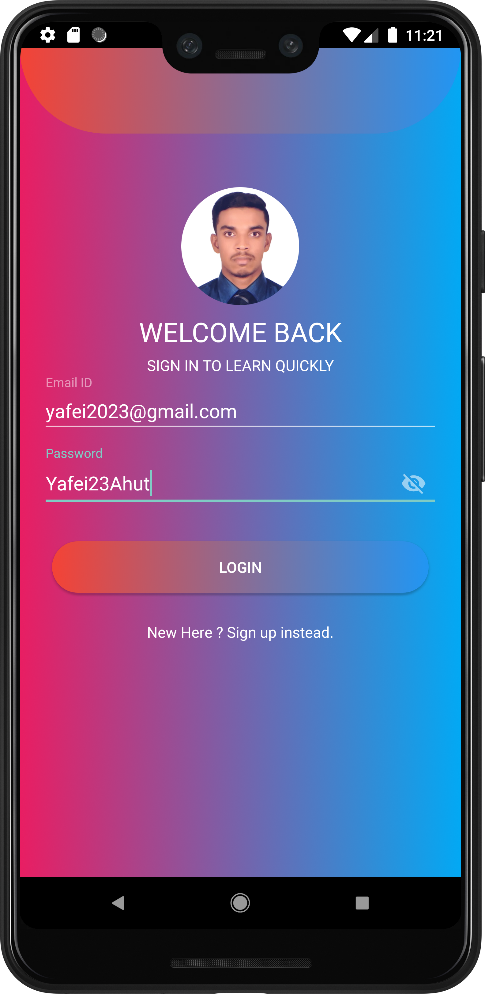 11:21
WELCOME BACK
SIGN IN TO LEARN QUICKLY
Email ID
yafei2023@gmail.com
Password
Yafei23Ahut
LOGIN
New Here ? Sign up instead.